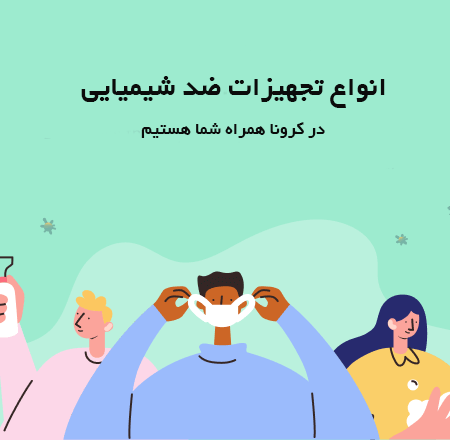 انواع تجهیزات ضد شیمیایی
در کرونا همراه شما هستیم